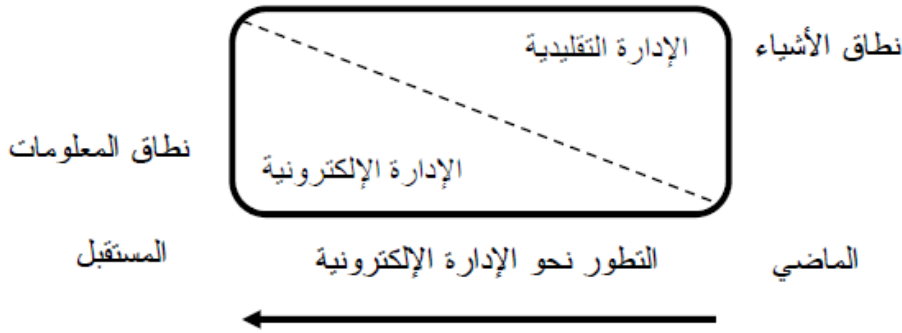 الإدارة التقليدية
نطاق الأشياء
نطاق المعلومات
الإدارة الإلكترونية
الماضي
التطور نحو الإدارة الإلكترونية
المستقبل